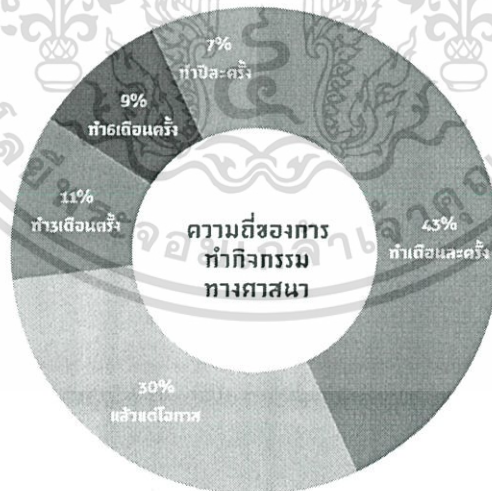 7%
ทำปีละครั้ง
9%
ทำ6เดือนครั้ง
11%
ทำ3เดือนครั้ง
43%
ทำเดือนละครั้ง
ความถี่ของการ
ทำกิจกรรม
ทางศาสนา
30%
แล้วแต่โอกาส